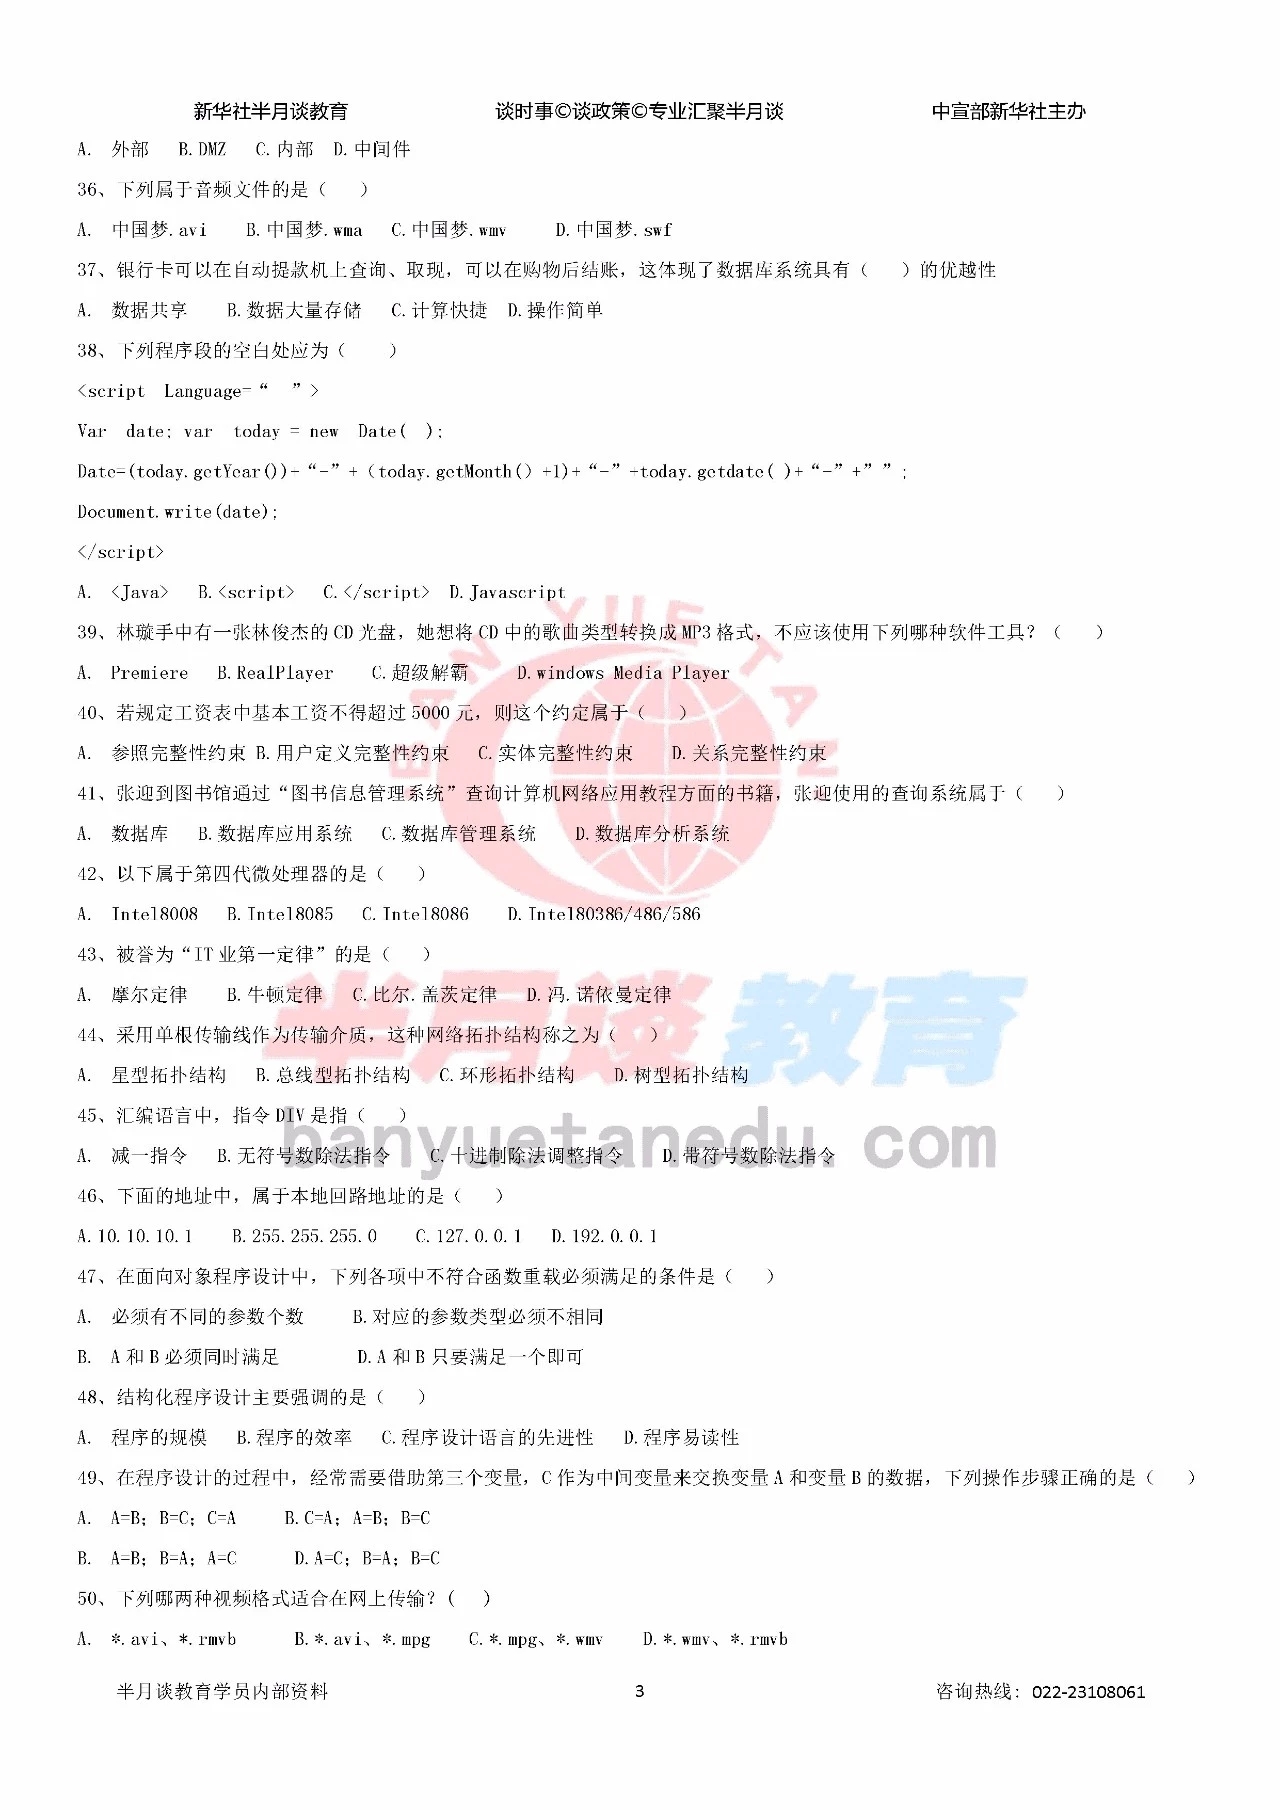 新华社半月谈教育 谈时事©谈政策©专业汇聚半月谈 中宣部新华社主办
A. 外部 B.DMZ C.内部 D.中间件
36、下列属于音频文件的是（ ）
A. 中国梦.avi B.中国梦.wma C.中国梦.wmv D.中国梦.swf
37、银行卡可以在自动提款机上查询、取现，可以在购物后结账，这体现了数据库系统具有（ ）的优越性
A. 数据共享 B.数据大量存储 C.计算快捷 D.操作简单
38、下列程序段的空白处应为（ ）
<script Language=“ ”>
Var date; var today = new Date( );
Date=(today.getYear())+“-”+（today.getMonth() +1)+“-”+today.getdate( )+“-”+””;
Document.write(date);
</script>
A. <Java> B.<script> C.</script> D.Javascript
39、林璇手中有一张林俊杰的 CD 光盘，她想将 CD 中的歌曲类型转换成 MP3 格式，不应该使用下列哪种软件工具？（ ）
A. Premiere B.RealPlayer C.超级解霸 D.windows Media Player
40、若规定工资表中基本工资不得超过 5000 元，则这个约定属于（ ）
A. 参照完整性约束 B.用户定义完整性约束 C.实体完整性约束 D.关系完整性约束
41、张迎到图书馆通过“图书信息管理系统”查询计算机网络应用教程方面的书籍，张迎使用的查询系统属于（ ）
A. 数据库 B.数据库应用系统 C.数据库管理系统 D.数据库分析系统
42、以下属于第四代微处理器的是（ ）
A. Intel8008 B.Intel8085 C.Intel8086 D.Intel80386/486/586
43、被誉为“IT 业第一定律”的是（ ）
A. 摩尔定律 B.牛顿定律 C.比尔.盖茨定律 D.冯.诺依曼定律
44、采用单根传输线作为传输介质，这种网络拓扑结构称之为（ ）
A. 星型拓扑结构 B.总线型拓扑结构 C.环形拓扑结构 D.树型拓扑结构
45、汇编语言中，指令 DIV 是指（ ）
A. 减一指令 B.无符号数除法指令 C.十进制除法调整指令 D.带符号数除法指令
46、下面的地址中，属于本地回路地址的是（ ）
A.10.10.10.1 B.255.255.255.0 C.127.0.0.1 D.192.0.0.1
47、在面向对象程序设计中，下列各项中不符合函数重载必须满足的条件是（ ）
A. 必须有不同的参数个数 B.对应的参数类型必须不相同
B. A 和 B 必须同时满足 D.A 和 B 只要满足一个即可
48、结构化程序设计主要强调的是（ ）
A. 程序的规模 B.程序的效率 C.程序设计语言的先进性 D.程序易读性
49、在程序设计的过程中，经常需要借助第三个变量，C 作为中间变量来交换变量 A 和变量 B 的数据，下列操作步骤正确的是（ ）
A. A=B；B=C；C=A B.C=A；A=B；B=C
B. A=B；B=A；A=C D.A=C；B=A；B=C
50、下列哪两种视频格式适合在网上传输？（ ）
A. *.avi、*.rmvb B.*.avi、*.mpg C.*.mpg、*.wmv D.*.wmv、*.rmvb
半月谈教育学员内部资料 3 咨询热线：022-23108061
BAN YUE TAN
半月谈教育
banyuetanedu.com